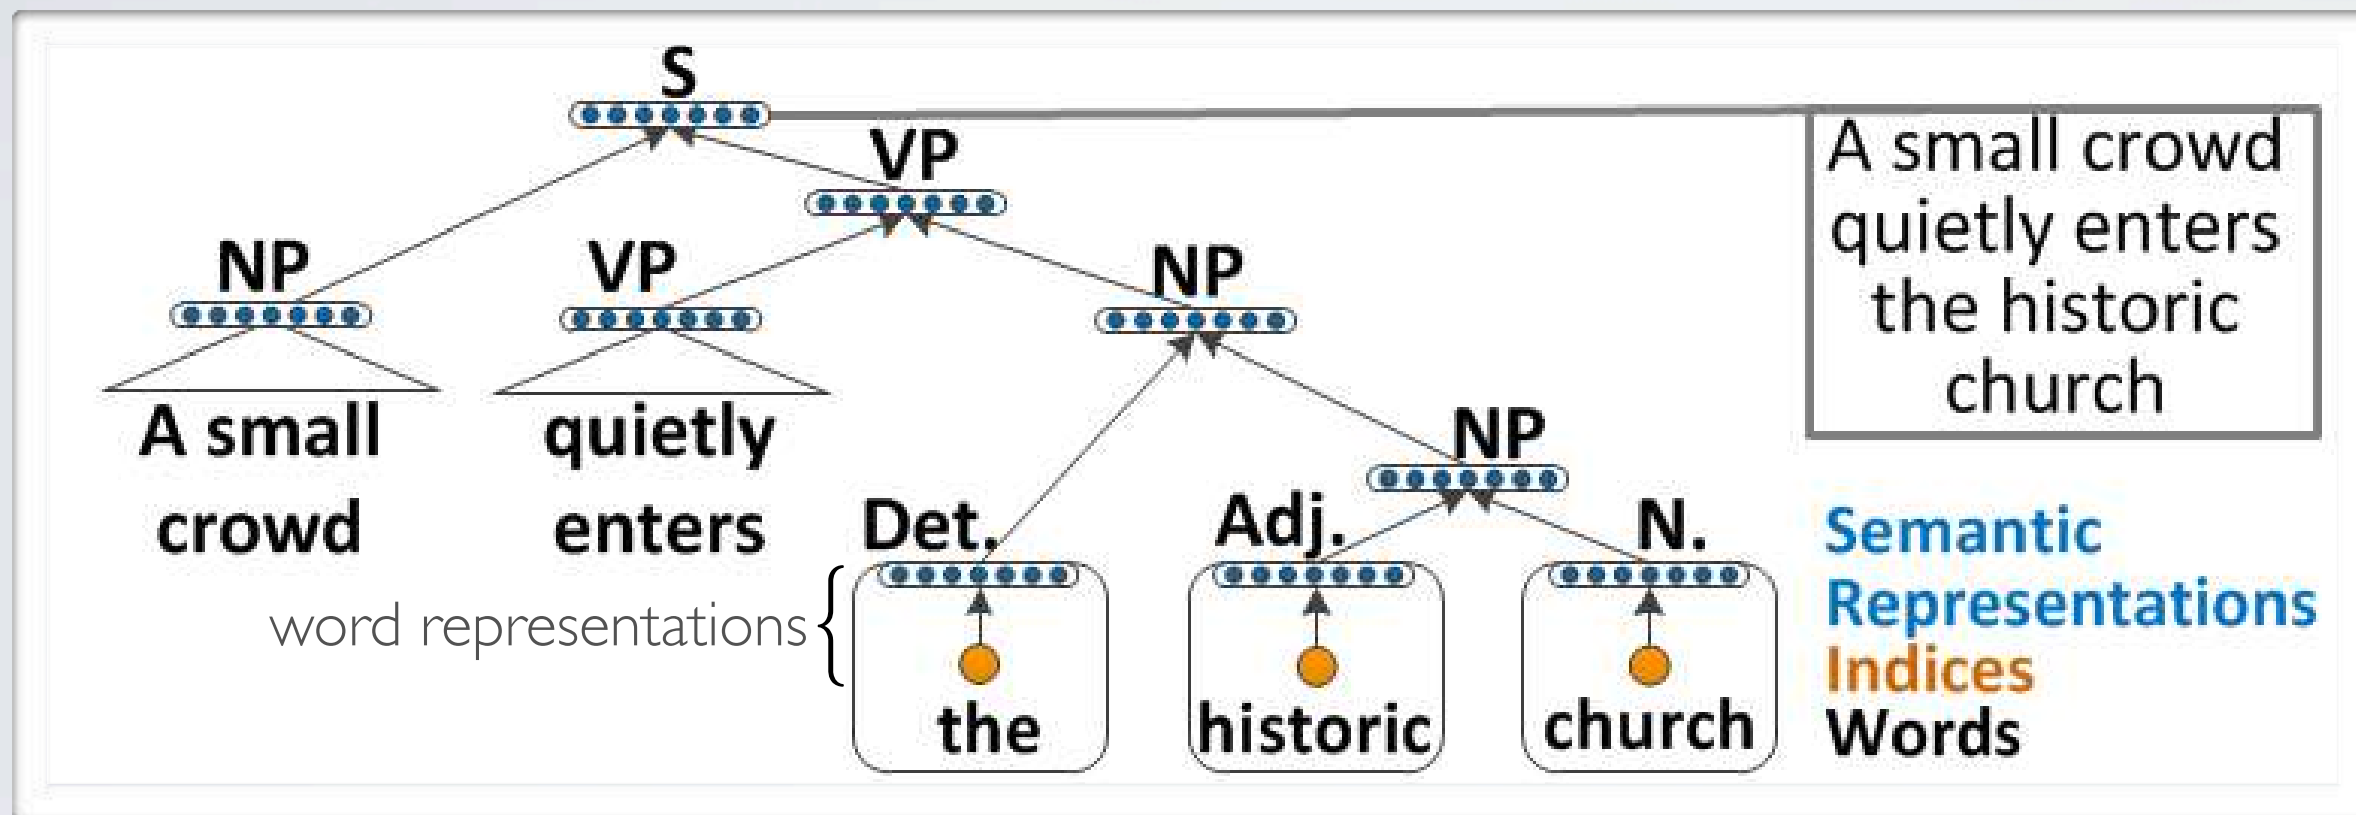 S
VP
NP
VP
NP
A small
crowd
quietly
enters
NP
Det.
Adj.
N.
word representations
the
historic
church
A small crowd
quietly enters
the historic
church
Semantic
Representations
Indices
Words